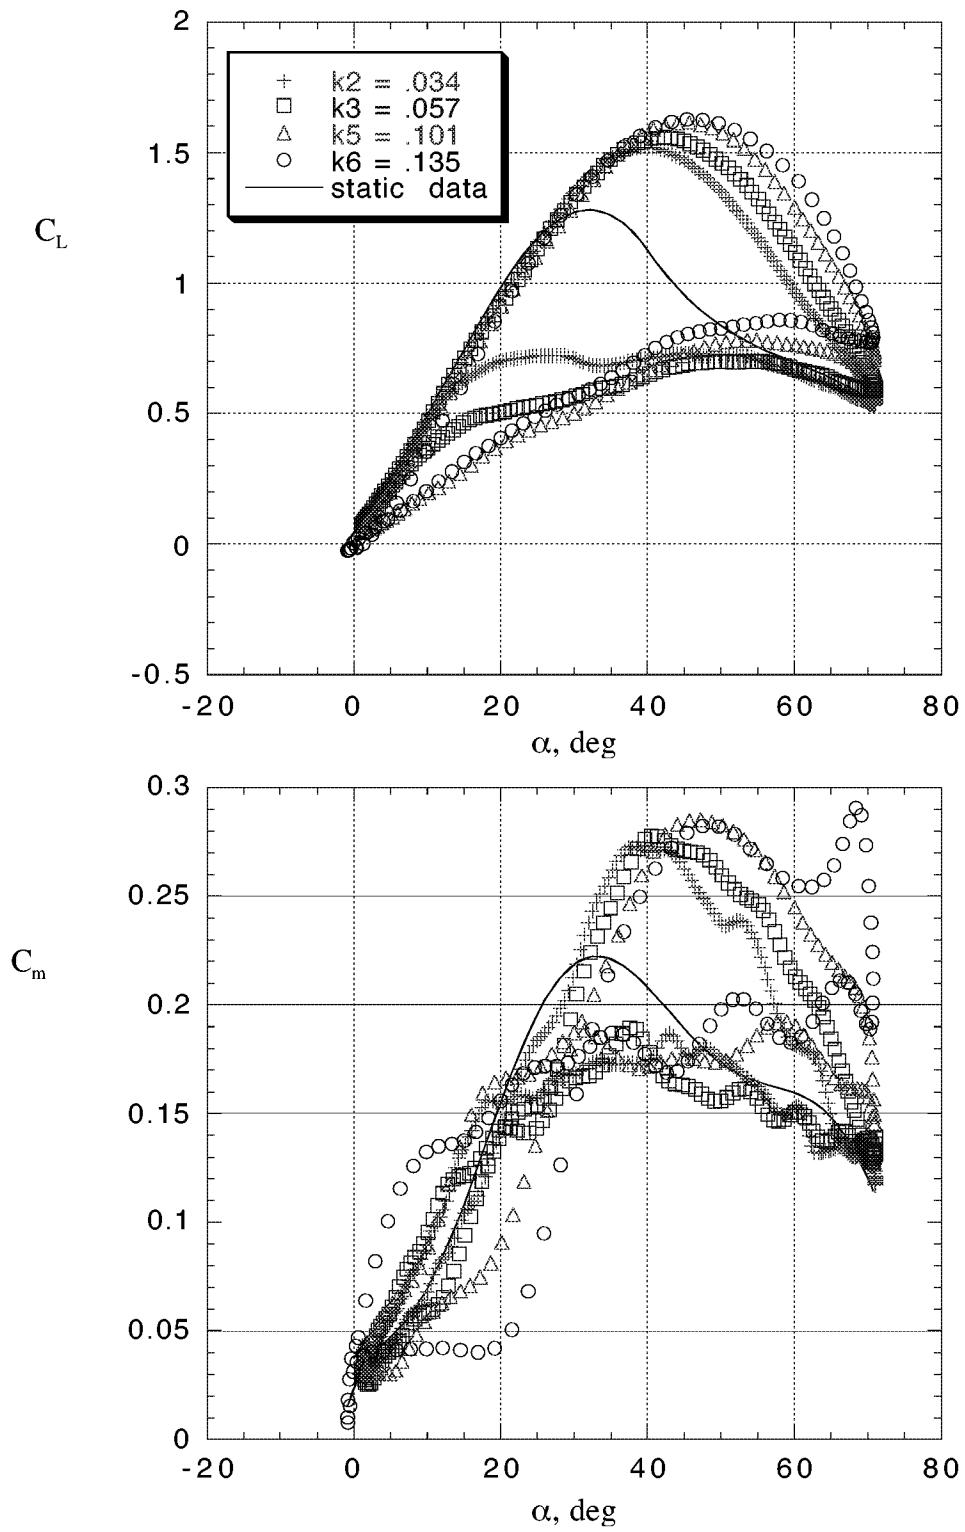 2
k2 = .034
k3 = .057
k5 = .101
k6 = .135
static data
1.5
C_L
1
0.5
0
-0.5
-20 0 20 40 60 80
α, deg
0.3
0.25
C_m
0.2
0.15
0.1
0.05
0
-20 0 20 40 60 80
α, deg